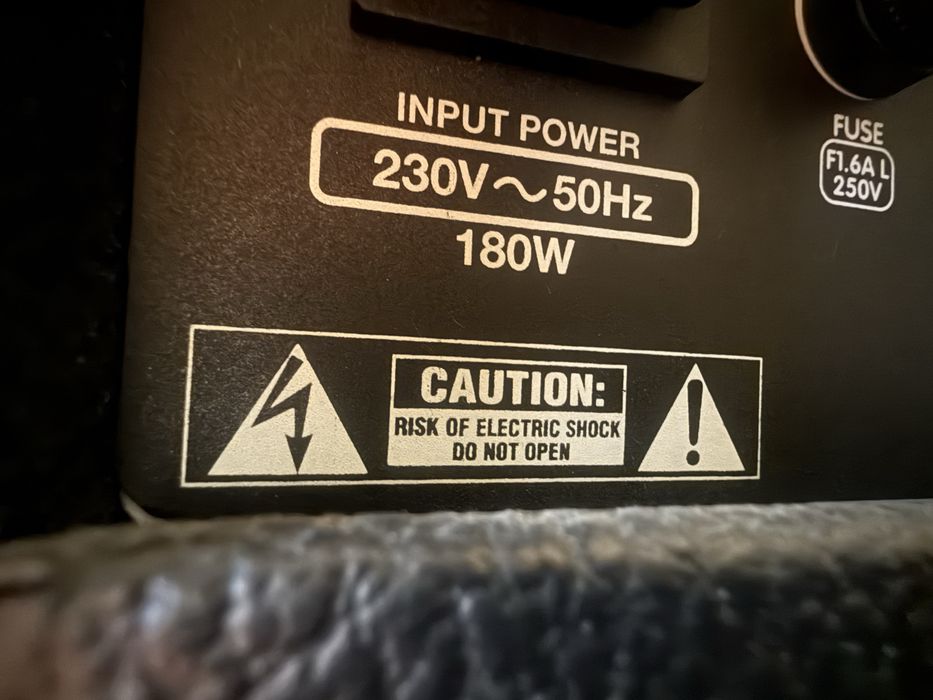 INPUT POWER
230V～50Hz
180W
FUSE
F1.6A L
250V
CAUTION:
RISK OF ELECTRIC SHOCK
DO NOT OPEN